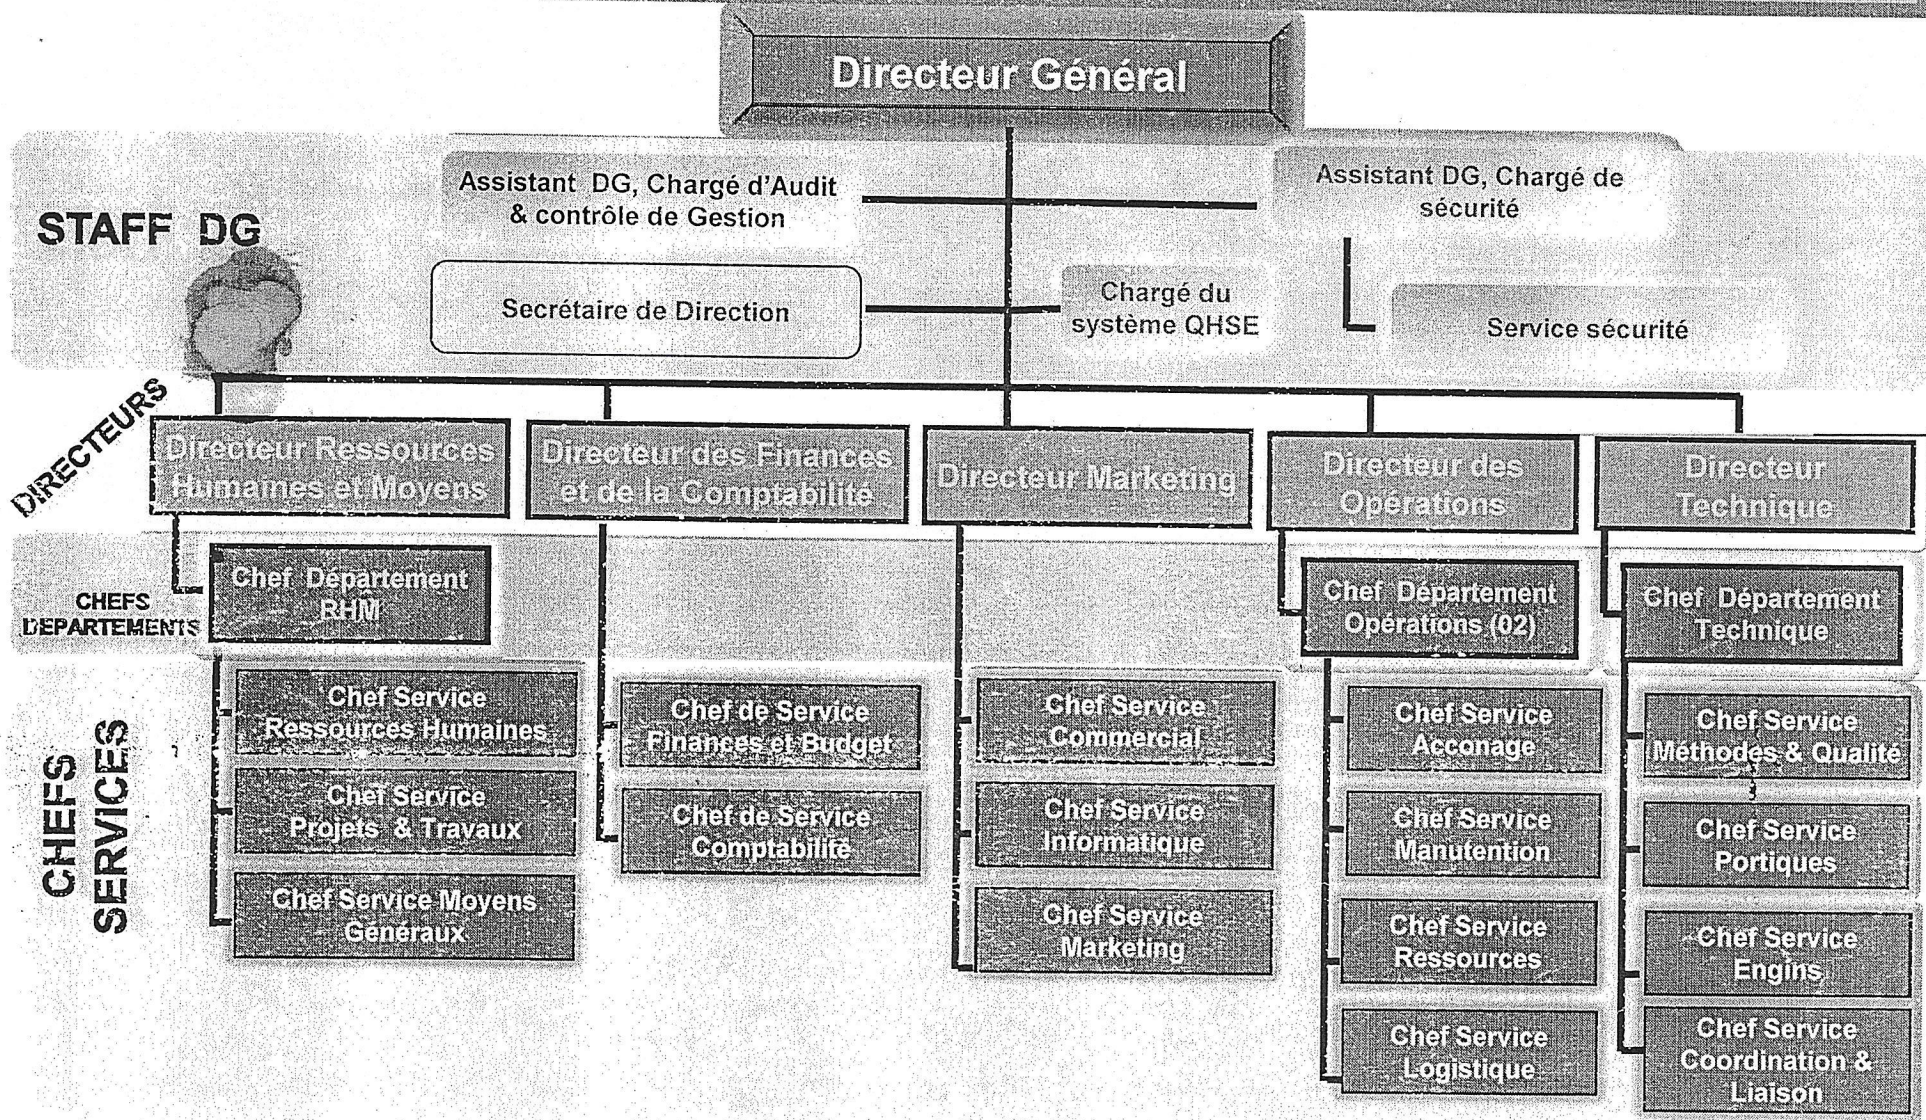 Directeur Général
STAFF DG
Assistant DG, Chargé d'Audit
& contrôle de Gestion
Assistant DG, Chargé de
sécurité
Secrétaire de Direction
Chargé du
système QHSE
Service sécurité
DIRECTEURS
Directeur Ressources
Humaines et Moyens
Directeur des Finances
et de la Comptabilité
Directeur Marketing
Directeur des
Opérations
Directeur
Technique
CHEFS
DEPARTEMENTS
Chef Département
RHM
Chef Département
Opérations (02)
Chef Département
Technique
CHEFS
SERVICES
Chef Service
Ressources Humaines
Chef Service
Projets & Travaux
Chef Service Moyens
Généraux
Chef de Service
Finances et Budget
Chef de Service
Comptabilité
Chef Service
Commercial
Chef Service
Informatique
Chef Service
Marketing
Chef Service
Acconage
Chef Service
Manutention
Chef Service
Ressources
Chef Service
Logistique
Chef Service
Méthodes & Qualité
Chef Service
Portiques
Chef Service
Engins
Chef Service
Coordination &
Liaison